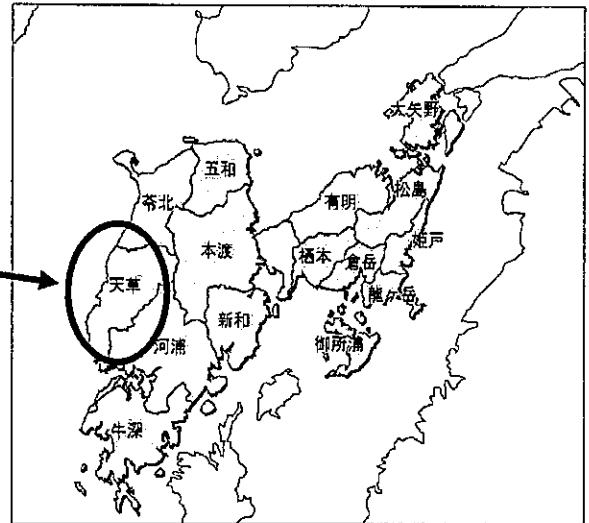 大矢野
五和
苓北
有明
松島
本渡
姫戸
栖本
倉岳
天草
龍ヶ岳
新和
河浦
御所浦
牛深